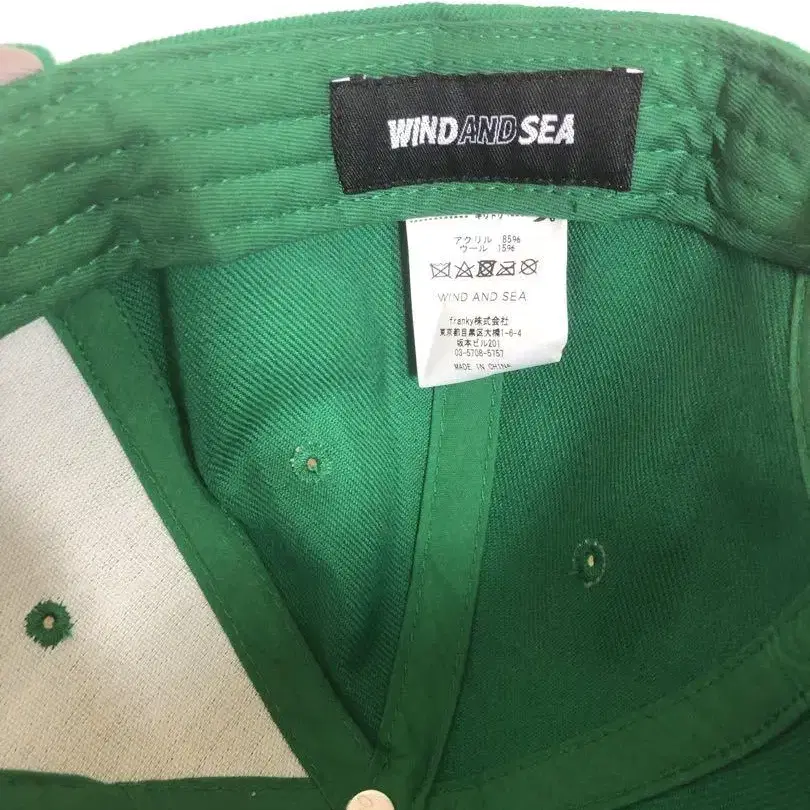 WIND AND SEA
アクリル 85%
ウール 15%
WIND AND SEA
franky株式会社
東京都目黒区大橋1-6-4
坂本ビル201
03-5708-5757
MADE IN CHINA